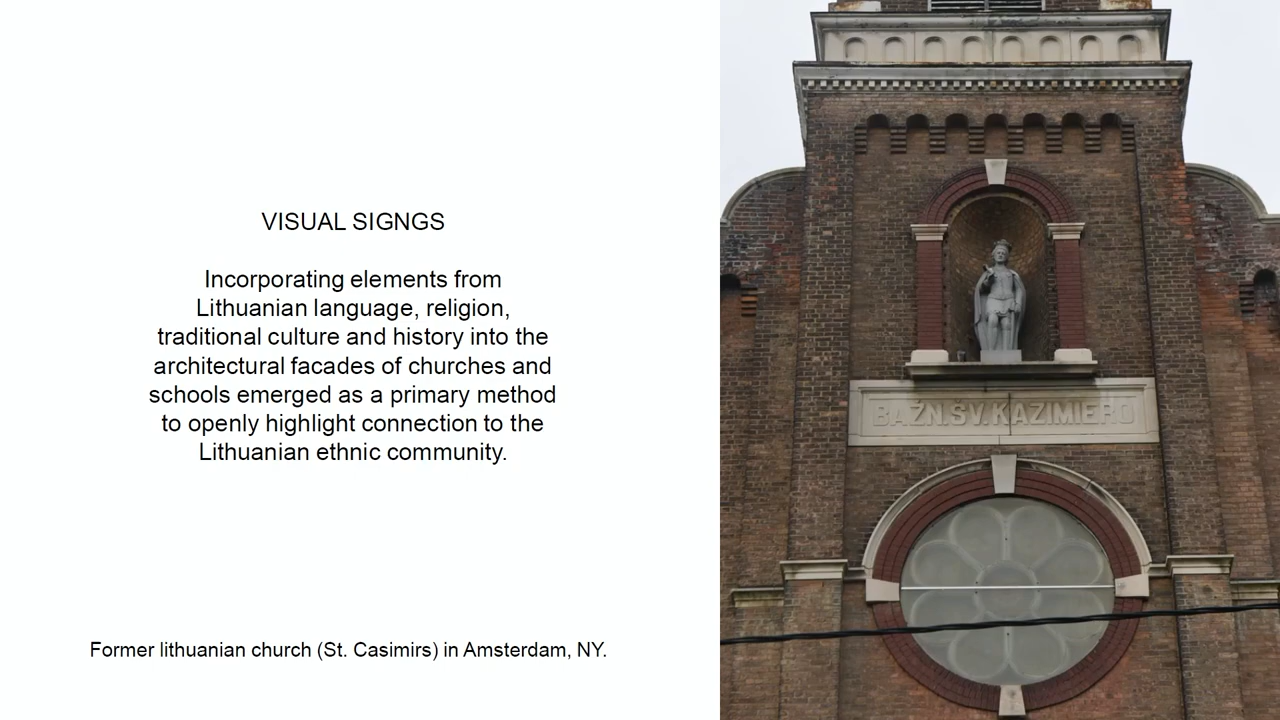 VISUAL SIGNGS
Incorporating elements from
Lithuanian language, religion,
traditional culture and history into the
architectural facades of churches and
schools emerged as a primary method
to openly highlight connection to the
Lithuanian ethnic community.
Former lithuanian church (St. Casimirs) in Amsterdam, NY.
BAŽN.ŠV.KAZIMIERO